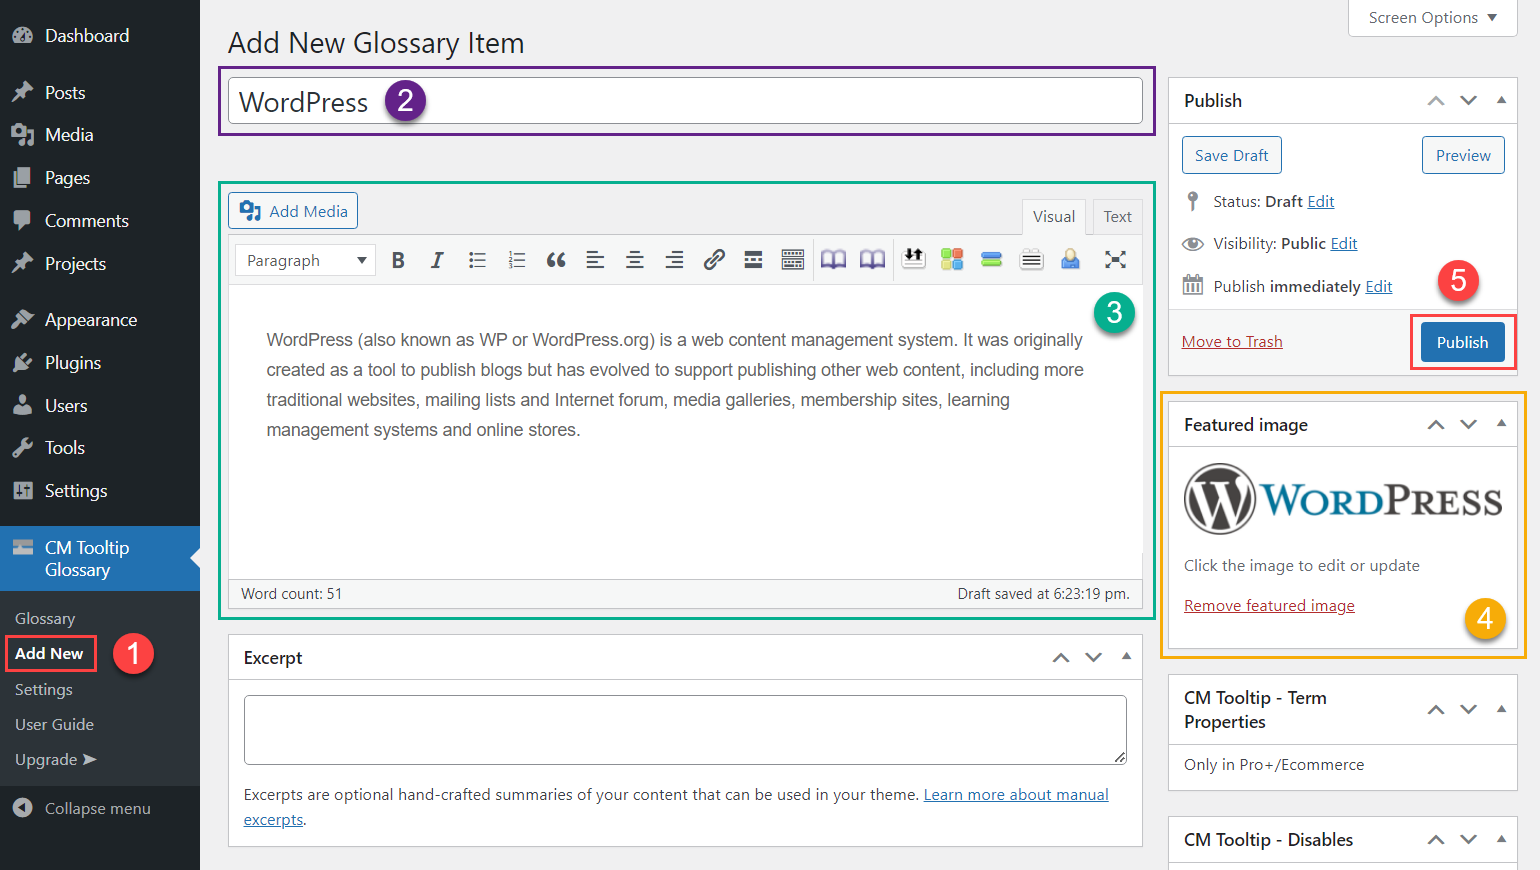 Dashboard
Posts
Media
Pages
Comments
Projects
Appearance
Plugins
Users
Tools
Settings
CM Tooltip
Glossary
Glossary
Add New
1
Settings
User Guide
Upgrade ➤
Collapse menu
Screen Options
Add New Glossary Item
WordPress
2
Add Media
Visual
Text
Paragraph
B
I
3
WordPress (also known as WP or WordPress.org) is a web content management system. It was originally
created as a tool to publish blogs but has evolved to support publishing other web content, including more
traditional websites, mailing lists and Internet forum, media galleries, membership sites, learning
management systems and online stores.
Word count: 51
Draft saved at 6:23:19 pm.
Excerpt
Excerpts are optional hand-crafted summaries of your content that can be used in your theme. Learn more about manual
excerpts.
Publish
Save Draft
Preview
Status: Draft Edit
Visibility: Public Edit
Publish immediately Edit
5
Move to Trash
Publish
Featured image
WORDPRESS
Click the image to edit or update
Remove featured image
4
CM Tooltip - Term
Properties
Only in Pro+/Ecommerce
CM Tooltip - Disables